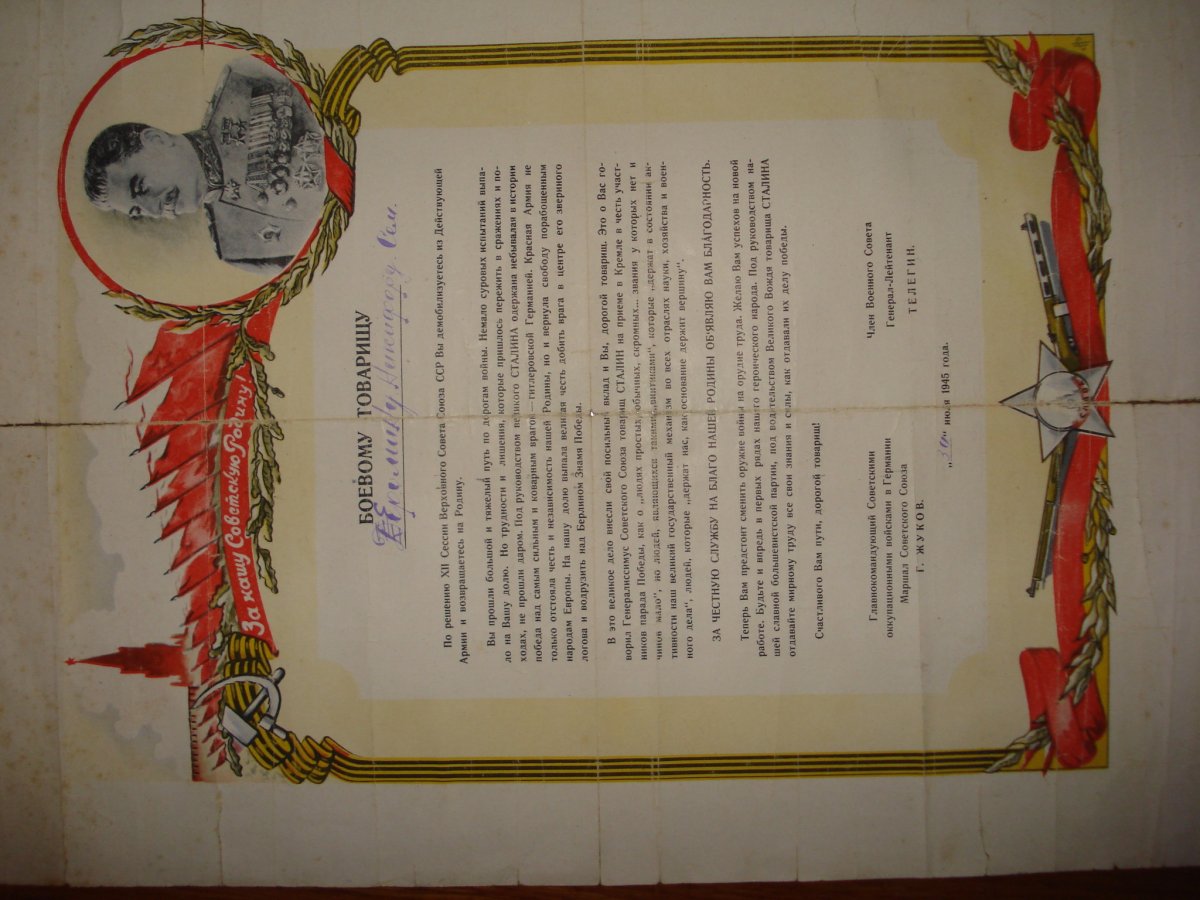 За нашу Советскую Родину!
БОЕВОМУ ТОВАРИЩУ
По решению XII Сессии Верховного Совета Союза ССР Вы демобилизуетесь из Действующей
Армии и возвращаетесь на Родину.
Вы прошли большой и тяжелый путь по дорогам войны. Немало суровых испытаний выпа-
ло на Вашу долю. Но трудности и лишения, которые пришлось пережить в сражениях и по-
ходах, не прошли даром. Под руководством великого СТАЛИНА одержана небывалая в истории
победа над самым сильным и коварным врагом—гитлеровской Германией. Красная Армия не
только отстояла честь и независимость нашей Родины, но и вернула свободу порабощенным
народам Европы. На нашу долю выпала великая честь добить врага в центре его звериного
логова и водрузить над Берлином Знамя Победы.
В это великое дело внесли свой посильный вклад и Вы, дорогой товарищ. Это о Вас го-
ворил Генералиссимус Советского Союза товарищ СТАЛИН на приеме в Кремле в честь участ-
ников парада Победы, как о „людях простых, обычных, скромных... звания у которых нет и
чинов мало", но людей, являющихся такими „винтиками", которые „держат в состоянии ак-
тивности наш великий государственный механизм во всех отраслях науки, хозяйства и воен-
ного дела", людей, которые „держат нас, как основание держит вершину".
ЗА ЧЕСТНУЮ СЛУЖБУ НА БЛАГО НАШЕЙ РОДИНЫ ОБ'ЯВЛЯЮ ВАМ БЛАГОДАРНОСТЬ.
Теперь Вам предстоит сменить оружие войны на орудие труда. Желаю Вам успехов на новой
работе. Будьте и впредь в первых рядах нашего героического народа. Под руководством на-
шей славной большевистской партии, под водительством Великого Вождя товарища СТАЛИНА
отдавайте мирному труду все свои знания и силы, как отдавали их делу победы.
Счастливого Вам пути, дорогой товарищ!
Главнокомандующий Советскими
оккупационными войсками в Германии
Маршал Советского Союза
Г. ЖУКОВ.
Член Военного Совета
Генерал-Лейтенант
ТЕЛЕГИН.
„30" июля 1945 года.